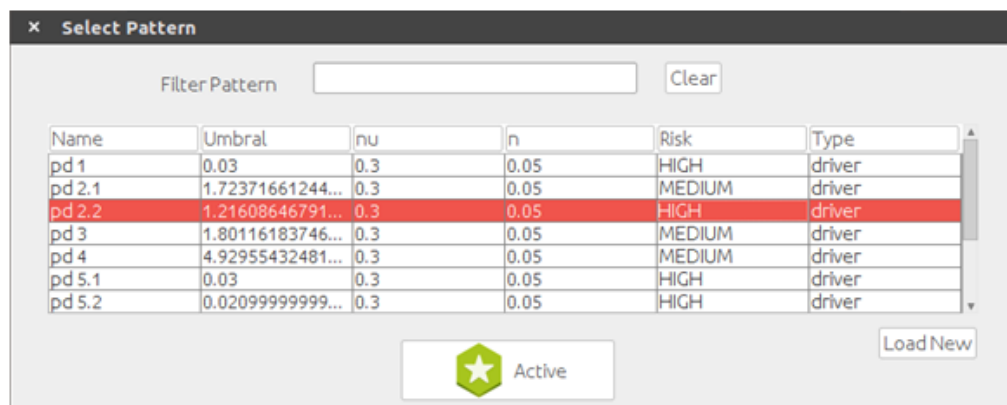 × Select Pattern
Filter Pattern Clear
Name Umbral nu n Risk Type
pd 1 0.03 0.3 0.05 HIGH driver
pd 2.1 1.72371661244... 0.3 0.05 MEDIUM driver
pd 2.2 1.21608646791... 0.3 0.05 HIGH driver
pd 3 1.80116183746... 0.3 0.05 MEDIUM driver
pd 4 4.92955432481... 0.3 0.05 MEDIUM driver
pd 5.1 0.03 0.3 0.05 HIGH driver
pd 5.2 0.02099999999... 0.3 0.05 HIGH driver
Load New
Active